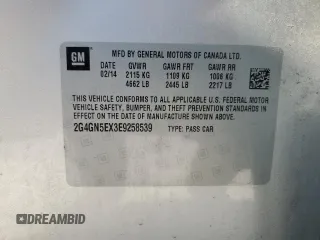 GM
MFD BY GENERAL MOTORS OF CANADA LTD.
DATE GVWR GAWR FRT GAWR RR
02/14 2115 KG 1109 KG 1006 KG
4662 LB 2445 LB 2217 LB
THIS VEHICLE CONFORMS TO ALL APPLICABLE U.S. FEDERAL MOTOR
VEHICLE SAFETY, BUMPER, AND THEFT PREVENTION STANDARDS
IN EFFECT ON THE DATE OF MANUFACTURE SHOWN ABOVE.
2G4GN5EX3E9258539 TYPE: PASS CAR
DREAMBID